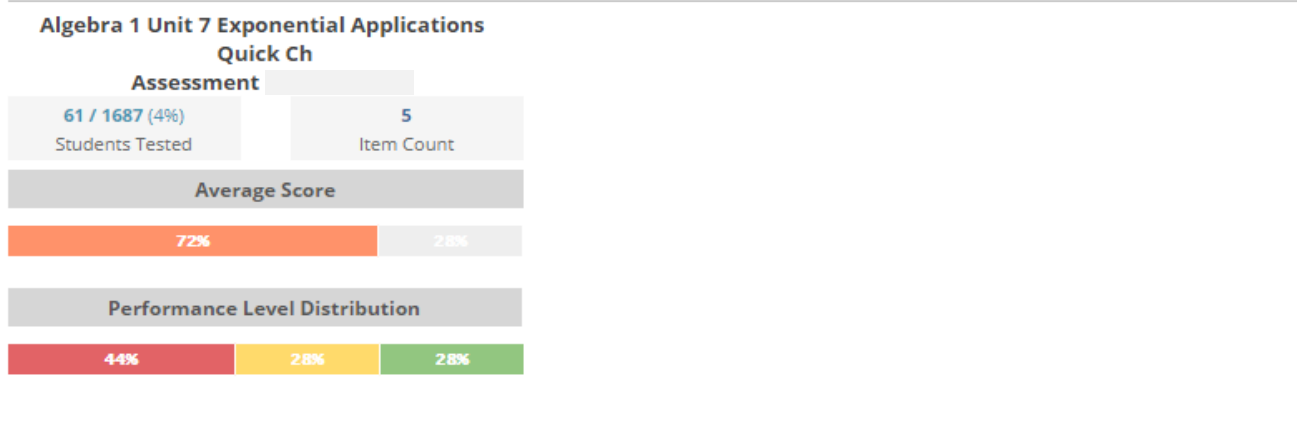 Algebra 1 Unit 7 Exponential Applications
Quick Ch
Assessment
61 / 1687 (4%)
Students Tested
5
Item Count
Average Score
72% 28%
Performance Level Distribution
44% 28% 28%